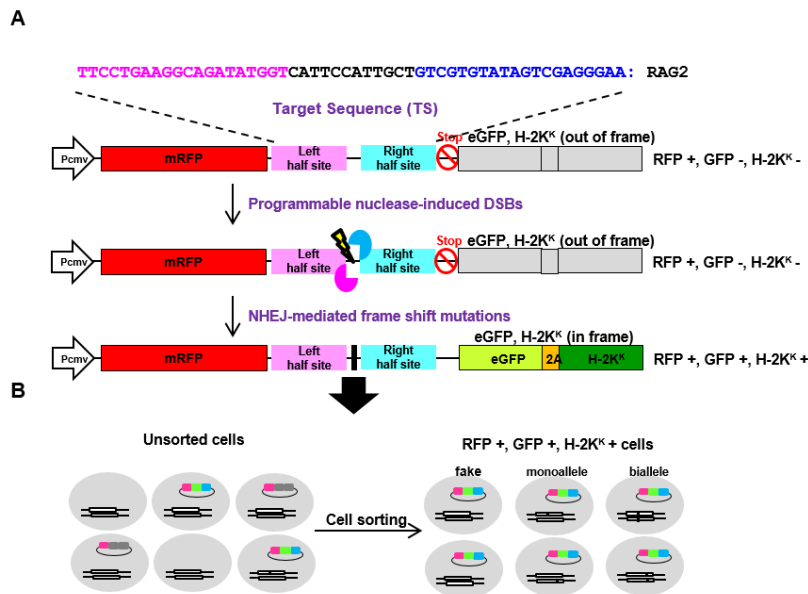 A
TTCCTGAAGGCAGATATGGTCATTCCATTGCTGTCGTGTATAGTCGAGGGAA: RAG2
Target Sequence (TS)
Stop eGFP, H-2Kᴷ (out of frame)
Pcmv mRFP Left half site Right half site RFP +, GFP -, H-2Kᴷ -
Programmable nuclease-induced DSBs
Stop eGFP, H-2Kᴷ (out of frame)
Pcmv mRFP Left half site Right half site RFP +, GFP -, H-2Kᴷ -
NHEJ-mediated frame shift mutations
eGFP, H-2Kᴷ (in frame)
Pcmv mRFP Left half site Right half site eGFP 2A H-2Kᴷ RFP +, GFP +, H-2Kᴷ +
B
Unsorted cells
RFP +, GFP +, H-2Kᴷ + cells
fake monoallele biallele
Cell sorting